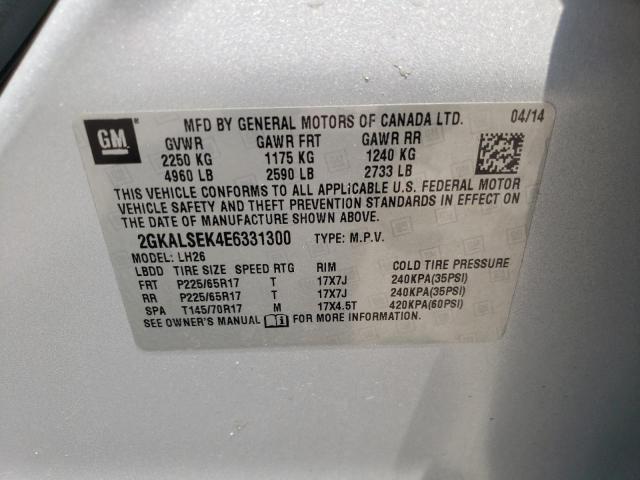 GM
MFD BY GENERAL MOTORS OF CANADA LTD. 04/14
GVWR GAWR FRT GAWR RR
2250 KG 1175 KG 1240 KG
4960 LB 2590 LB 2733 LB
THIS VEHICLE CONFORMS TO ALL APPLiCABLE U.S. FEDERAL MOTOR
VEHICLE SAFETY AND THEFT PREVENTION STANDARDS IN EFFECT ON
THE DATE OF MANUFACTURE SHOWN ABOVE.
2GKALSEK4E6331300 TYPE: M.P.V.
MODEL: LH26
LBDD TIRE SIZE SPEED RTG RIM COLD TIRE PRESSURE
FRT P225/65R17 T 17X7J 240KPA(35PSI)
RR P225/65R17 T 17X7J 240KPA(35PSI)
SPA T145/70R17 M 17X4.5T 420KPA(60PSI)
SEE OWNER'S MANUAL FOR MORE INFORMATION.